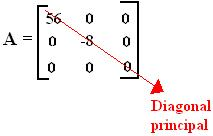 56 0 0
A = 0 -8 0
0 0 0
Diagonal
principal